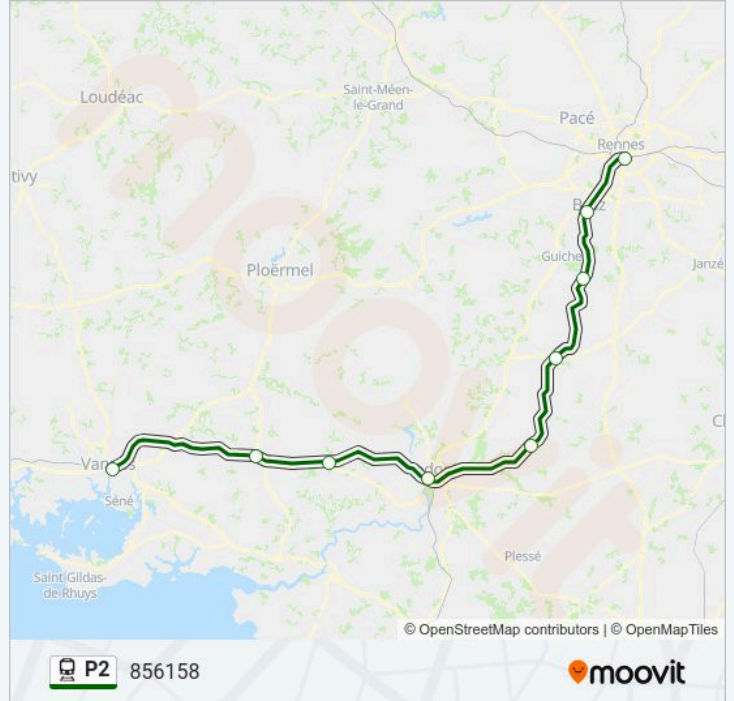 Loudéac
Saint-Méen-
le-Grand
Pacé
Rennes
tivy
Guiche
Janzé
Ploërmel
Séné
Saint-Gildas-
de-Rhuys
Plessé
© OpenStreetMap contributors | © OpenMapTiles
P2 856158
moovit